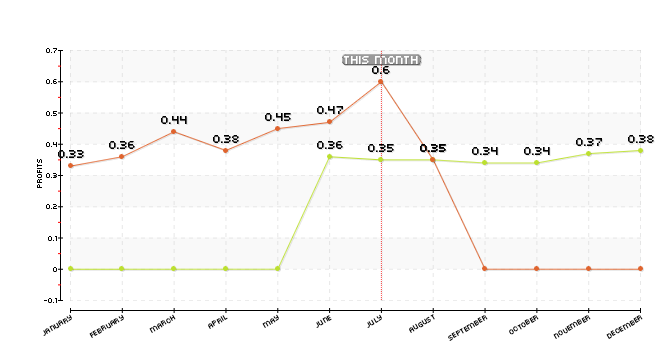 THIS MONTH
0.7
0.6
0.5
0.4
0.3
0.2
0.1
0
-0.1
PROFITS
0.33
0.36
0.44
0.38
0.45
0.47
0.6
0.35
0.36
0.35
0.34
0.34
0.37
0.38
JANUARY
FEBRUARY
MARCH
APRIL
MAY
JUNE
JULY
AUGUST
SEPTEMBER
OCTOBER
NOVEMBER
DECEMBER